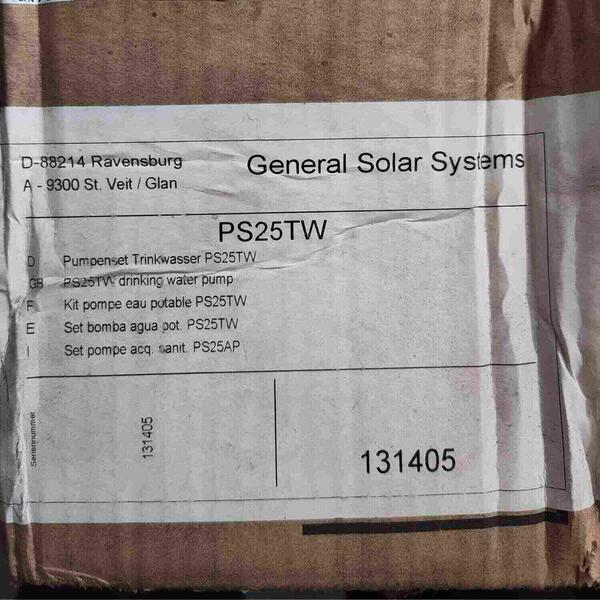 D-88214 Ravensburg
A - 9300 St. Veit / Glan
General Solar Systems
PS25TW
D Pumpenset Trinkwasser PS25TW
GB PS25TW drinking water pump
F Kit pompe eau potable PS25TW
E Set bomba agua pot. PS25TW
I Set pompe acq. sanit. PS25AP
Seriennummer
131405
131405